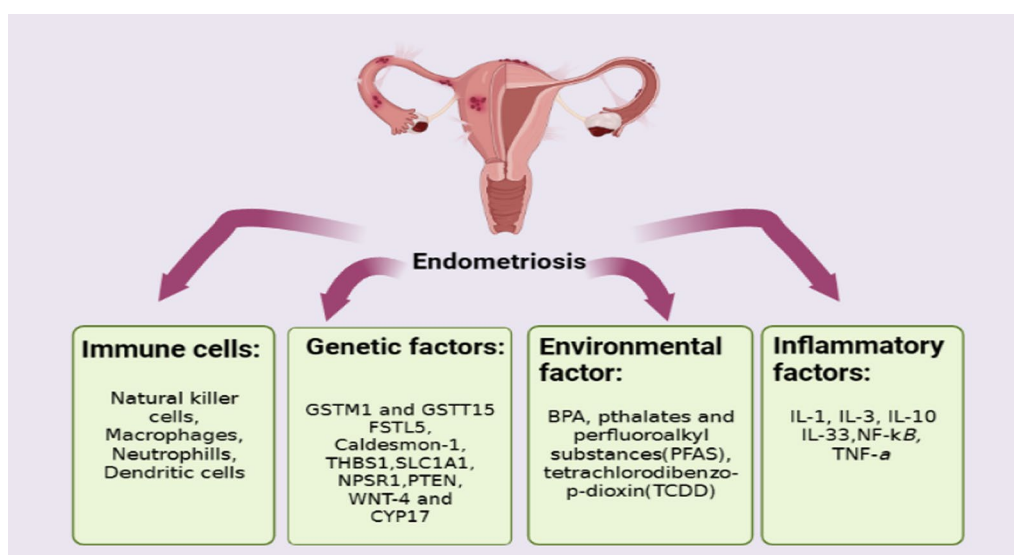 Endometriosis
Immune cells:
Natural killer
cells,
Macrophages,
Neutrophills,
Dendritic cells
Genetic factors:
GSTM1 and GSTT15
FSTL5,
Caldesmon-1,
THBS1,SLC1A1,
NPSR1,PTEN,
WNT-4 and
CYP17
Environmental
factor:
BPA, pthalates and
perfluoroalkyl
substances(PFAS),
tetrachlorodibenzo-
p-dioxin(TCDD)
Inflammatory
factors:
IL-1, IL-3, IL-10
IL-33,NF-kB,
TNF-a